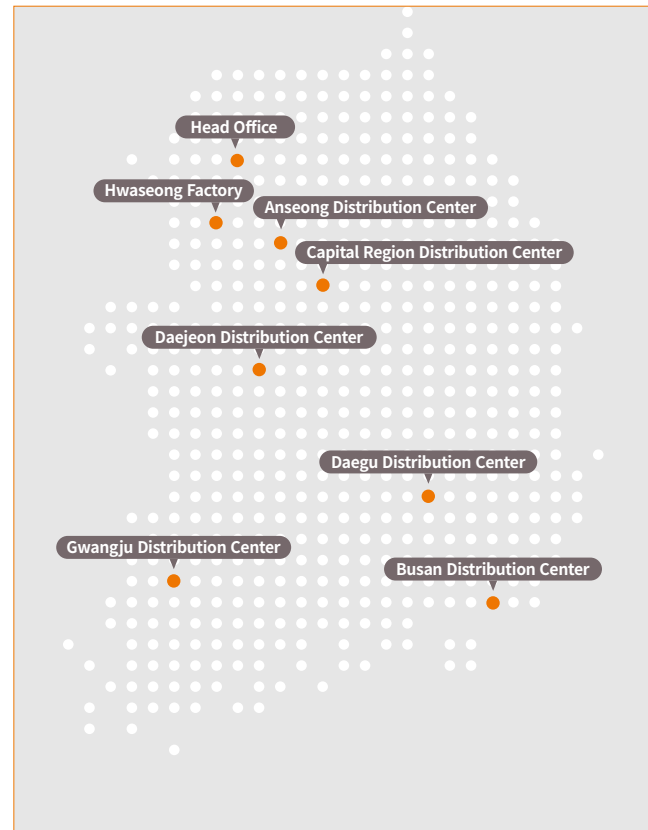 Head Office
Hwaseong Factory
Anseong Distribution Center
Capital Region Distribution Center
Daejeon Distribution Center
Daegu Distribution Center
Gwangju Distribution Center
Busan Distribution Center